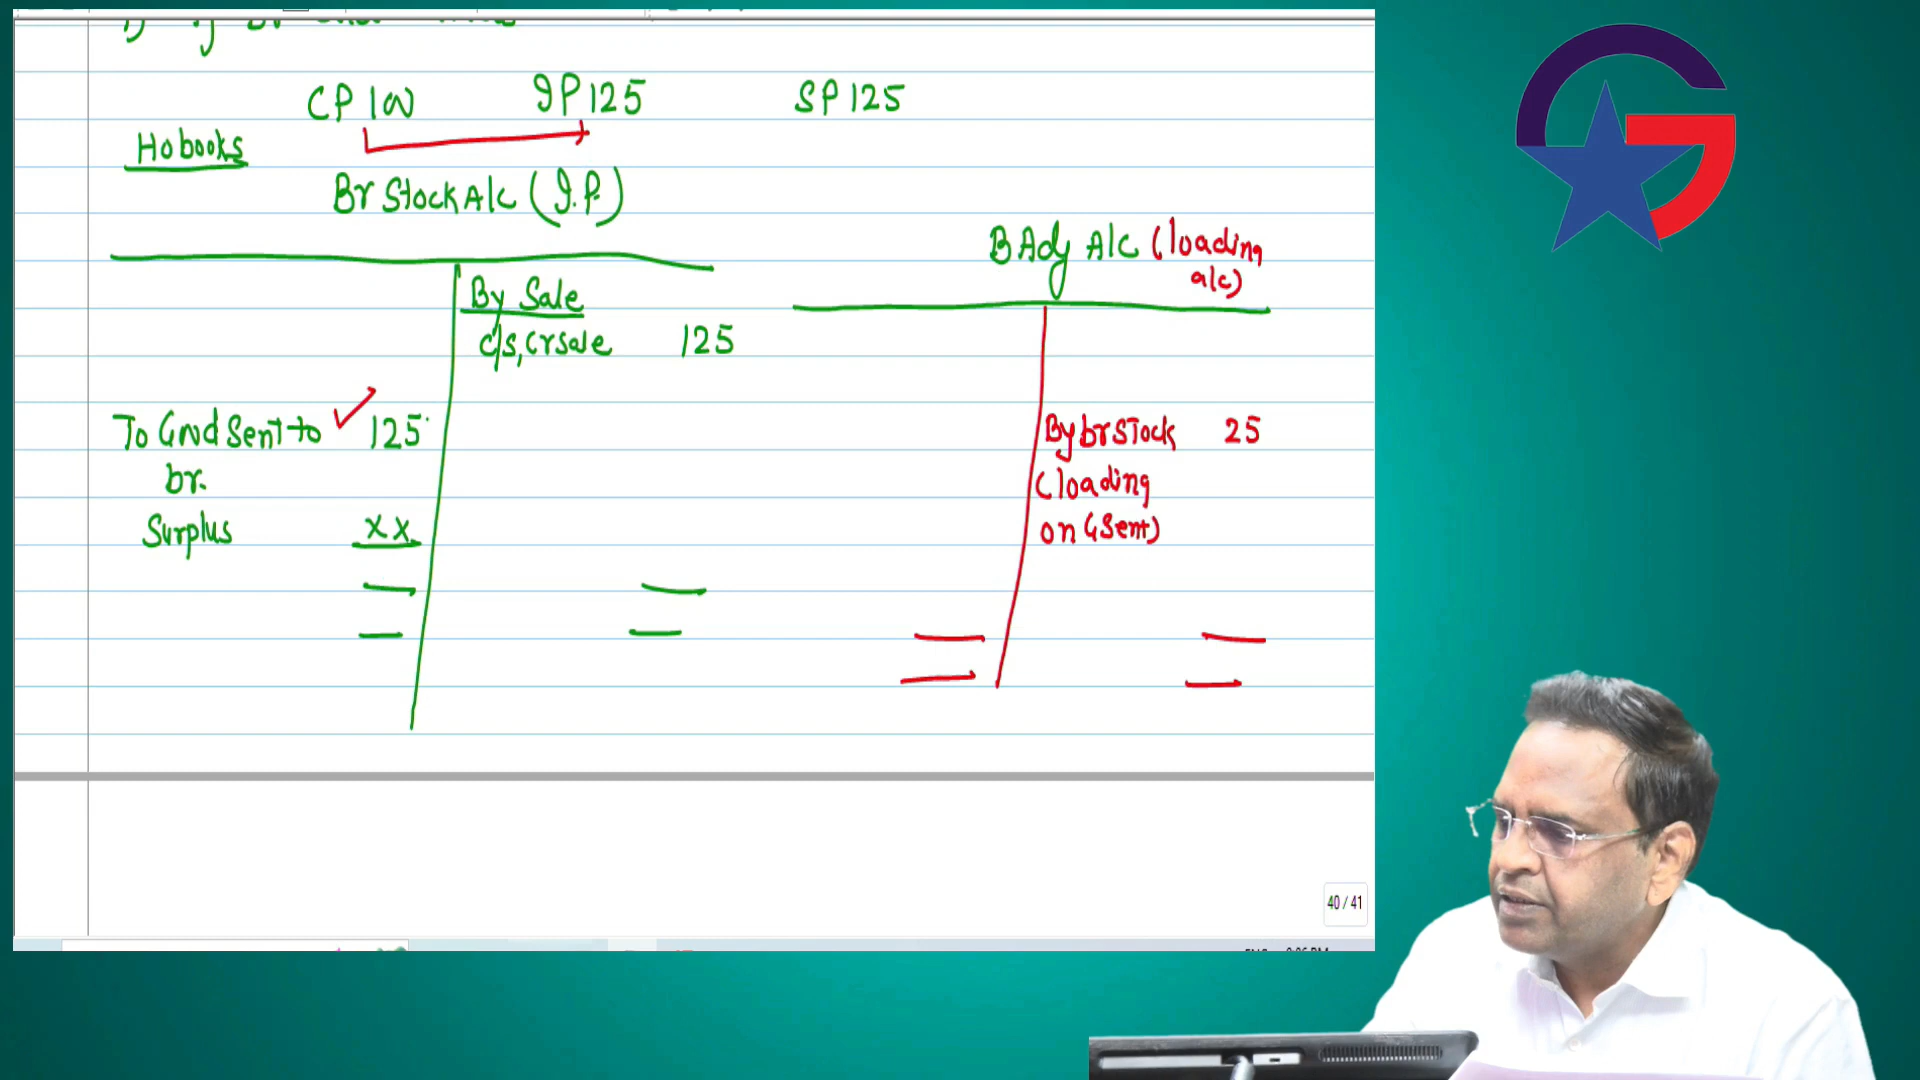 CP 100 IP 125 SP 125
Ho books
Br Stock A/c (I.P.)
B Adj A/c (loading
a/c)
By Sale
c/s, cr sale 125
To Good Sent to 125
br.
Surplus xx
By br stock 25
(loading
on G Sent)
40 / 41